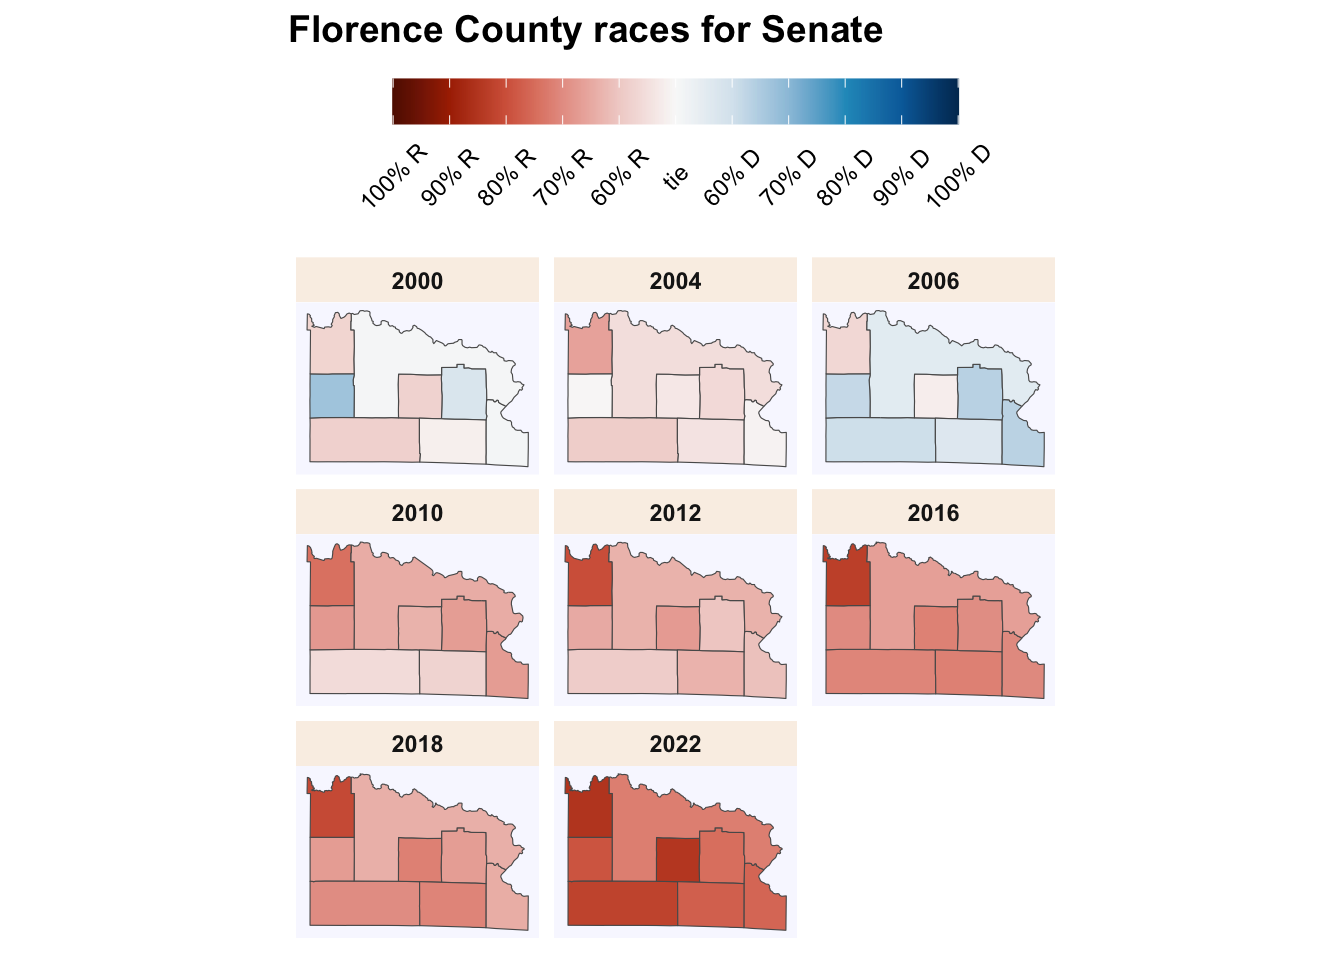 Florence County races for Senate
100% R
90% R
80% R
70% R
60% R
tie
60% D
70% D
80% D
90% D
100% D
2000
2004
2006
2010
2012
2016
2018
2022